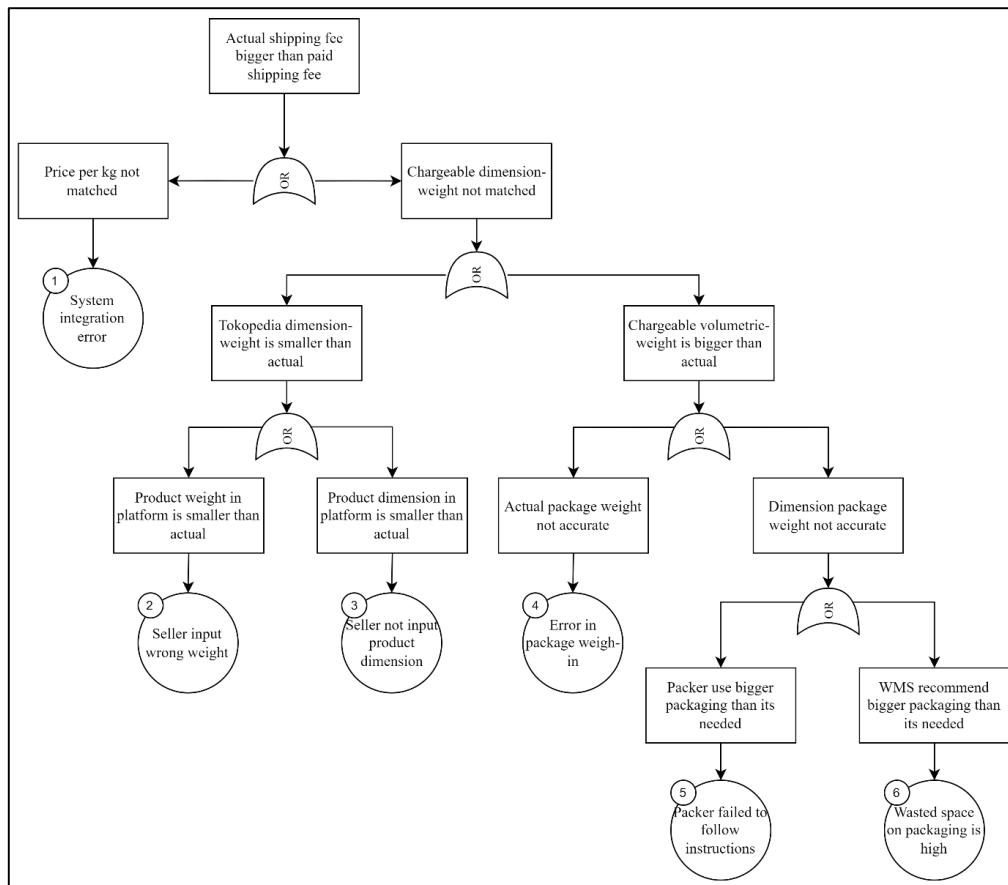 Actual shipping fee
bigger than paid
shipping fee
OR
Price per kg not
matched
Chargeable dimension-
weight not matched
1
System
integration
error
OR
Tokopedia dimension-
weight is smaller than
actual
Chargeable volumetric-
weight is bigger than
actual
OR
OR
Product weight in
platform is smaller than
actual
Product dimension in
platform is smaller than
actual
Actual package weight
not accurate
Dimension package
weight not accurate
2
Seller input
wrong weight
3
Seller not input
product
dimension
4
Error in
package weigh-
in
OR
Packer use bigger
packaging than its
needed
WMS recommend
bigger packaging than
its needed
5
Packer failed to
follow
instructions
6
Wasted space
on packaging is
high